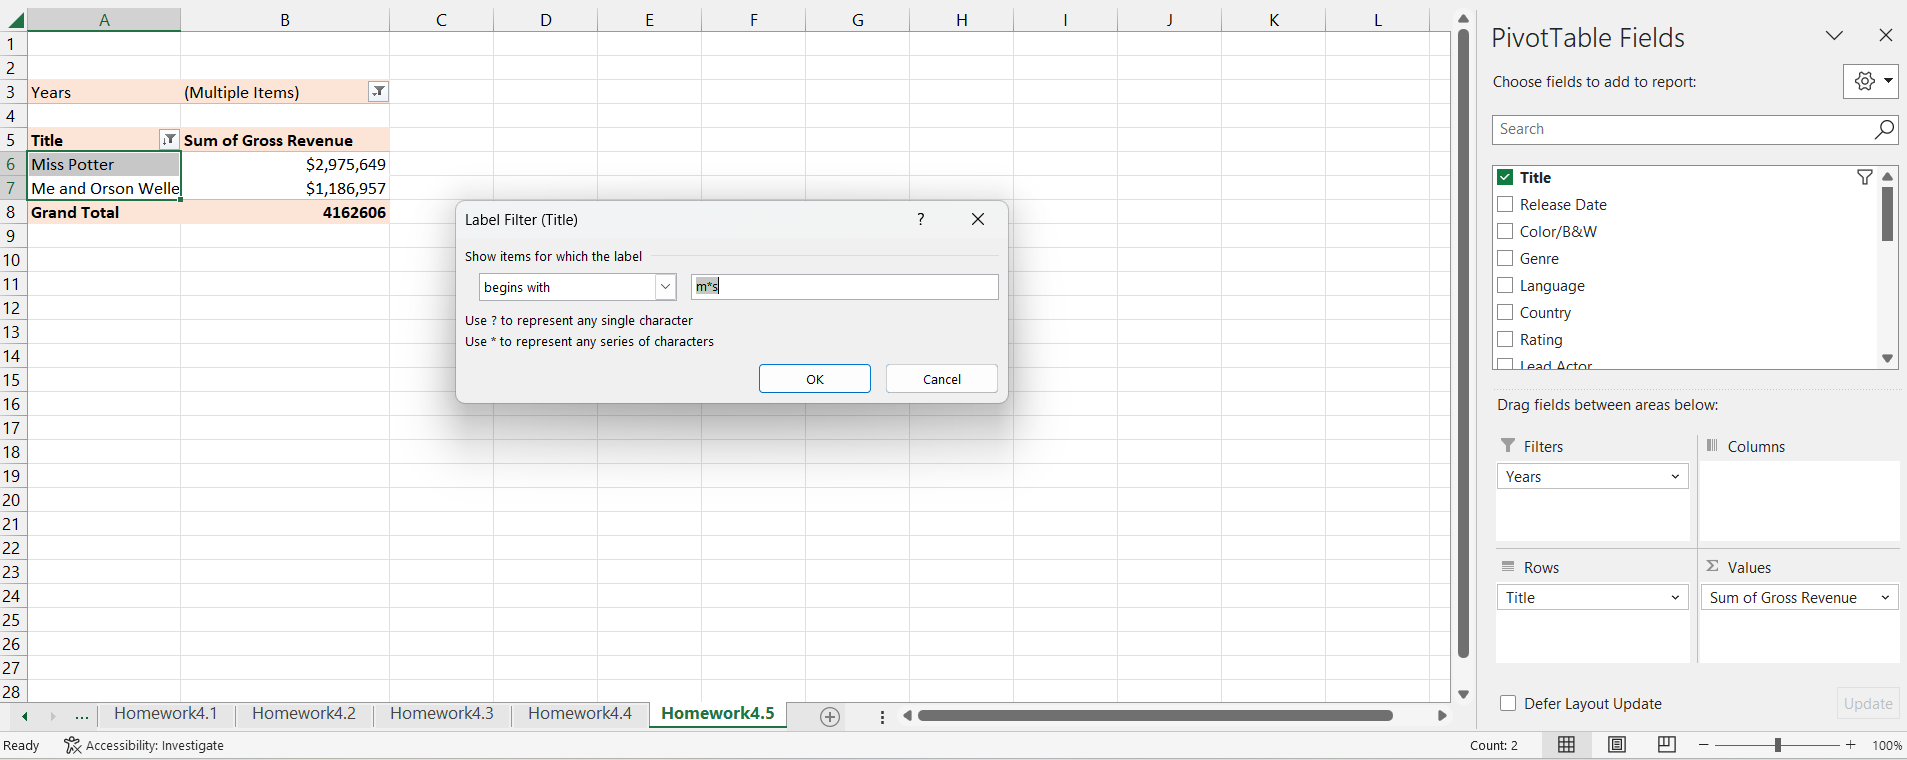 A B C D E F G H I J K L
1
2
3 Years (Multiple Items)
4
5 Title Sum of Gross Revenue
6 Miss Potter $2,975,649
7 Me and Orson Welle $1,186,957
8 Grand Total 4162606
9
10
11
12
13
14
15
16
17
18
19
20
21
22
23
24
25
26
27
28
Label Filter (Title) ?
Show items for which the label
begins with m*s
Use ? to represent any single character
Use * to represent any series of characters
OK Cancel
PivotTable Fields
Choose fields to add to report:
Search
Title
Release Date
Color/B&W
Genre
Language
Country
Rating
Lead Actor
Drag fields between areas below:
Filters
Years
Columns
Rows
Title
Σ Values
Sum of Gross Revenue
Defer Layout Update Update
... Homework4.1 Homework4.2 Homework4.3 Homework4.4 Homework4.5
Ready Accessibility: Investigate Count: 2 100%